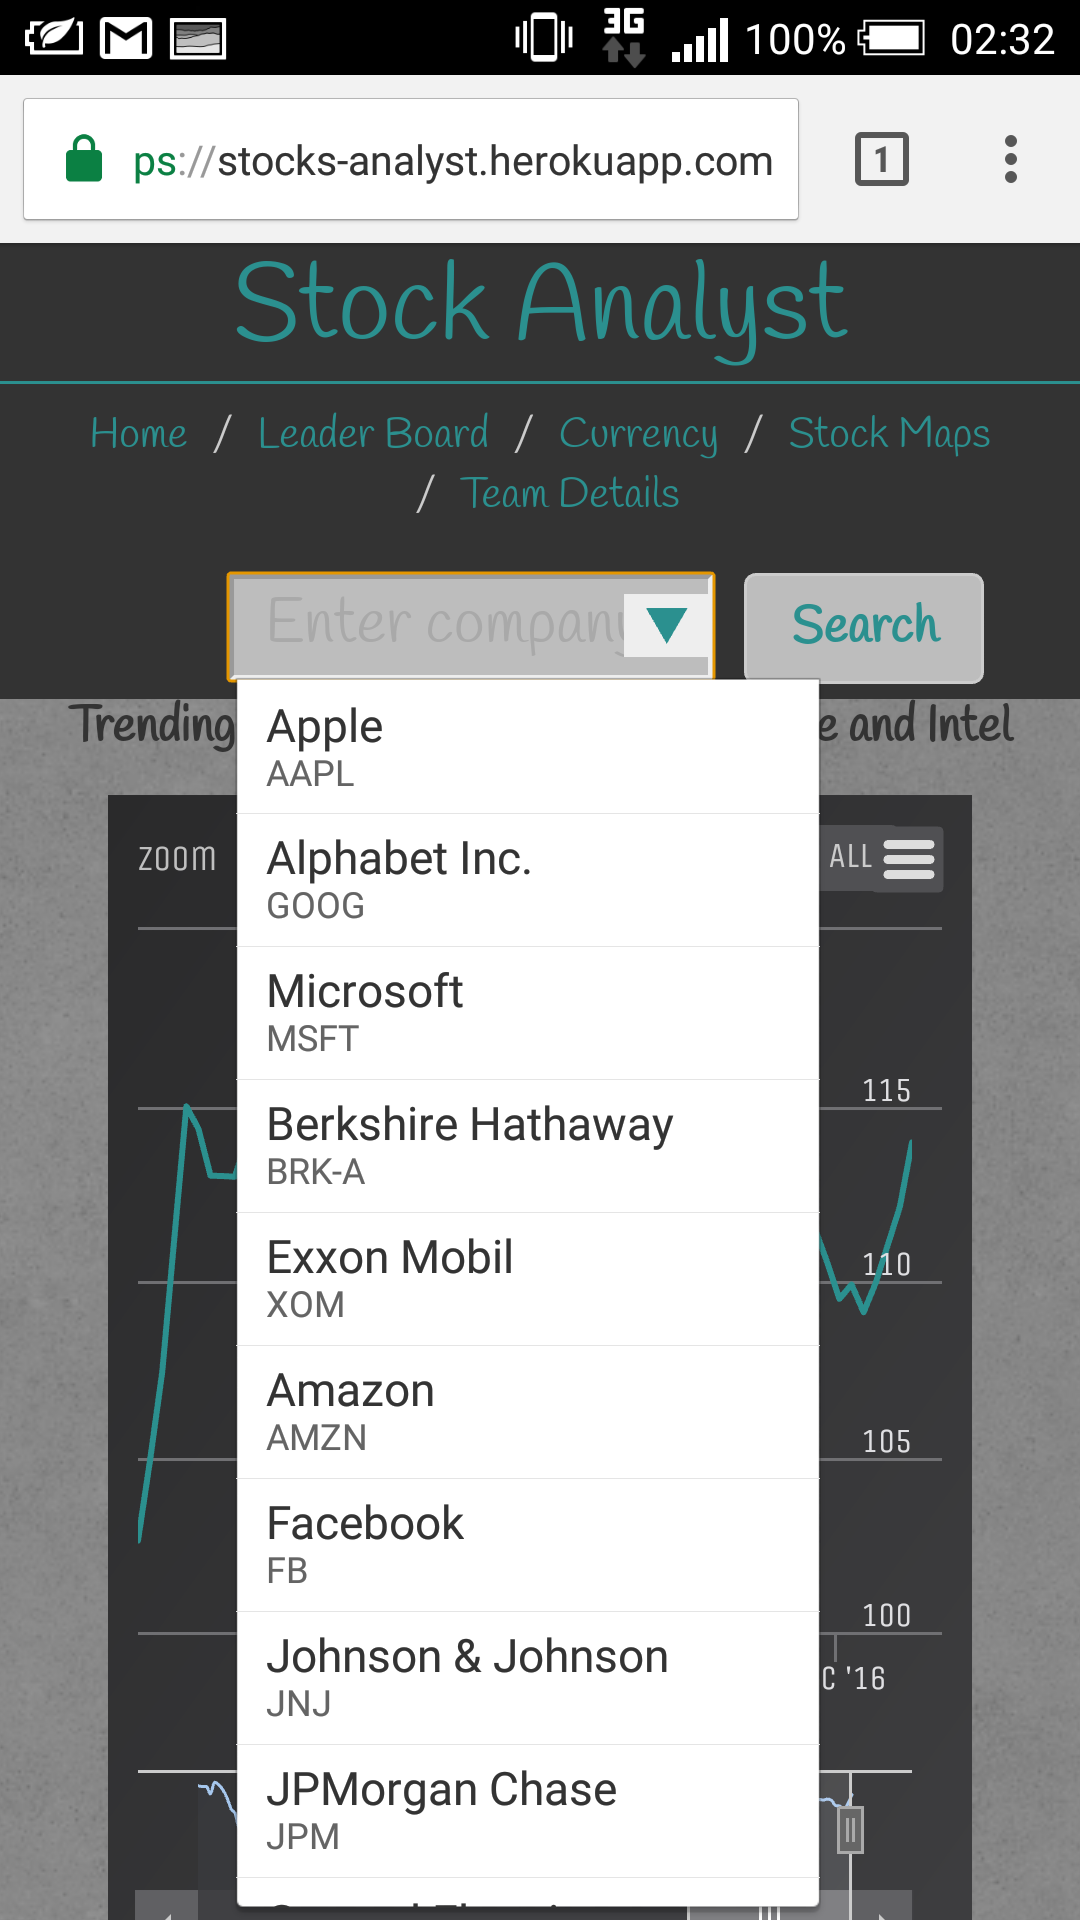 3G 100% 02:32
ps://stocks-analyst.herokuapp.com 1
Stock Analyst
Home / Leader Board / Currency / Stock Maps
/ Team Details
Enter company Search
Trending e and Intel
Apple
AAPL
zoom ALL
Alphabet Inc.
GOOG
Microsoft
MSFT
115
Berkshire Hathaway
BRK-A
Exxon Mobil
110
XOM
Amazon
AMZN
105
Facebook
FB
100
Johnson & Johnson
JNJ
C '16
JPMorgan Chase
JPM